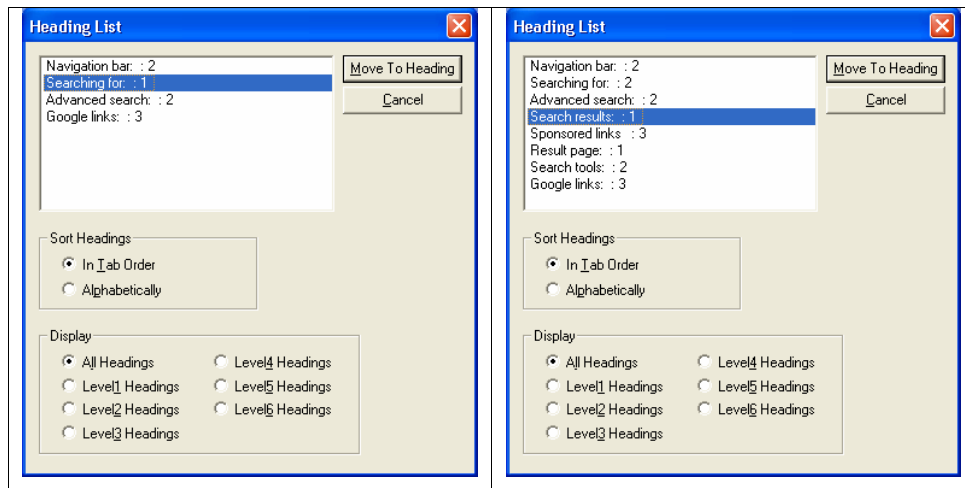 Heading List
Navigation bar: : 2
Searching for: : 1
Advanced search: : 2
Google links: : 3
Move To Heading
Cancel
Sort Headings
In Tab Order
Alphabetically
Display
All Headings
Level1 Headings
Level2 Headings
Level3 Headings
Level4 Headings
Level5 Headings
Level6 Headings
Heading List
Navigation bar: : 2
Searching for: : 2
Advanced search: : 2
Search results: : 1
Sponsored links : 3
Result page: : 1
Search tools: : 2
Google links: : 3
Move To Heading
Cancel
Sort Headings
In Tab Order
Alphabetically
Display
All Headings
Level1 Headings
Level2 Headings
Level3 Headings
Level4 Headings
Level5 Headings
Level6 Headings